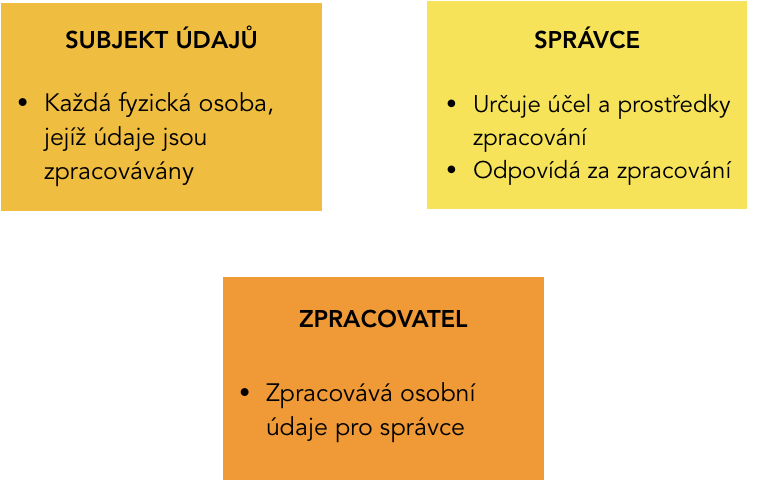 SUBJEKT ÚDAJŮ
• Každá fyzická osoba,
jejíž údaje jsou
zpracovávány
SPRÁVCE
• Určuje účel a prostředky
zpracování
• Odpovídá za zpracování
ZPRACOVATEL
• Zpracovává osobní
údaje pro správce